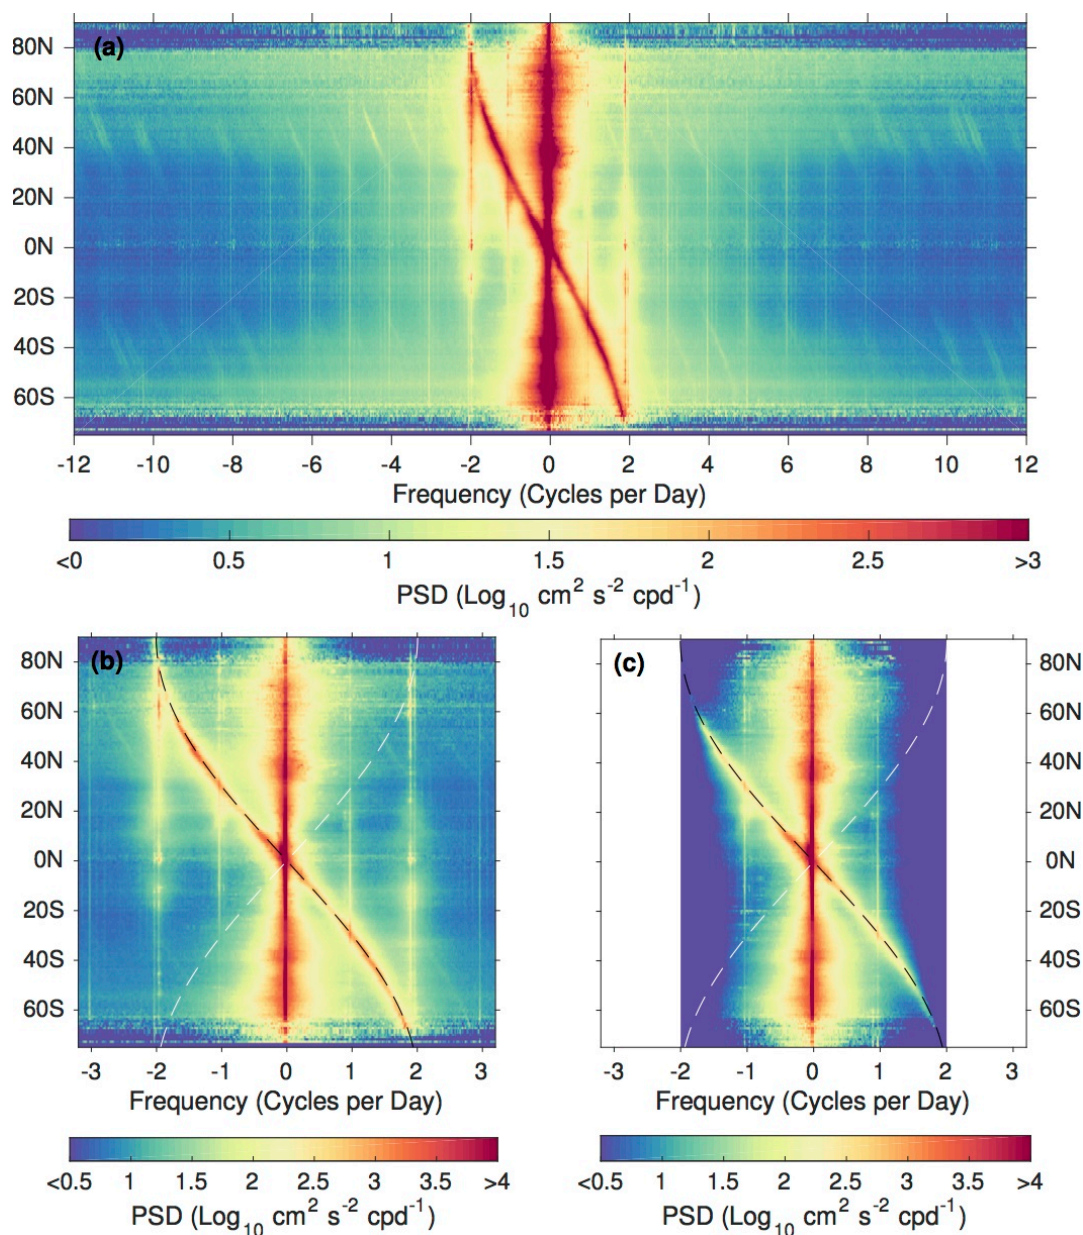 (a)
80N
60N
40N
20N
0N
20S
40S
60S
-12 -10 -8 -6 -4 -2 0 2 4 6 8 10 12
Frequency (Cycles per Day)
<0 0.5 1 1.5 2 2.5 >3
PSD (Log₁₀ cm² s⁻² cpd⁻¹)
(b)
80N
60N
40N
20N
0N
20S
40S
60S
-3 -2 -1 0 1 2 3
Frequency (Cycles per Day)
<0.5 1 1.5 2 2.5 3 3.5 >4
PSD (Log₁₀ cm² s⁻² cpd⁻¹)
(c)
80N
60N
40N
20N
0N
20S
40S
60S
-3 -2 -1 0 1 2 3
Frequency (Cycles per Day)
<0.5 1 1.5 2 2.5 3 3.5 >4
PSD (Log₁₀ cm² s⁻² cpd⁻¹)